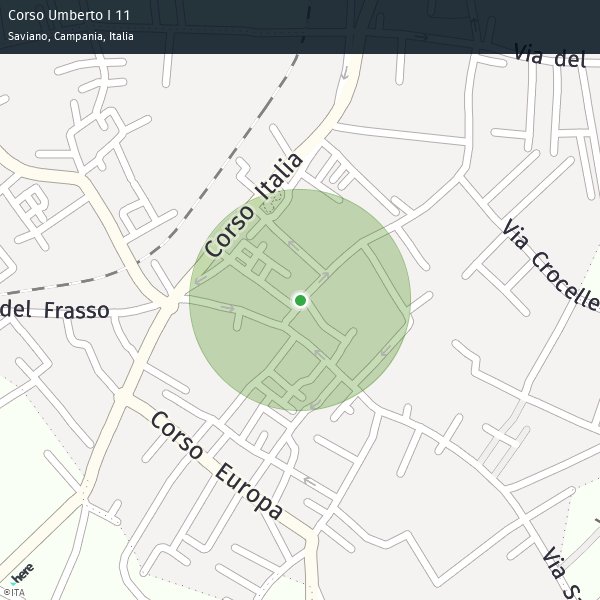 Corso Umberto I 11
Saviano, Campania, Italia
Via del
Corso Italia
Via Crocelle
del Frasso
Corso Europa
Via Sa
here
©ITA